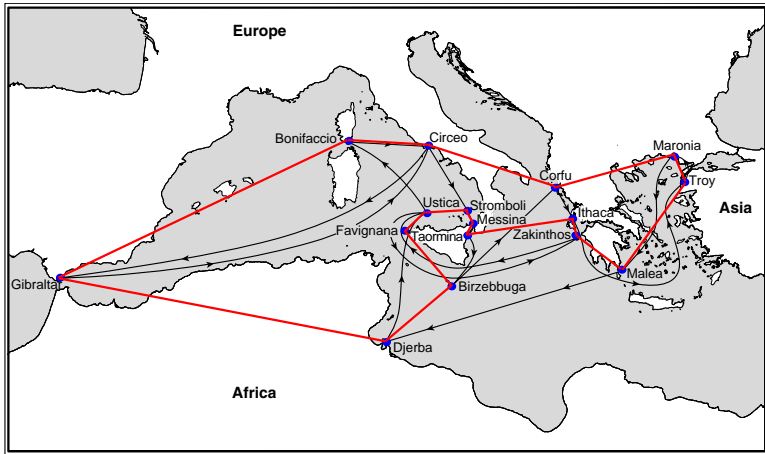 Europe
Bonifaccio
Circeo
Maronia
Corfu
Troy
Ustica
Stromboli
Asia
Messina
Ithaca
Favignana
Taormina
Zakinthos
Malea
Gibraltar
Birzebbuga
Djerba
Africa